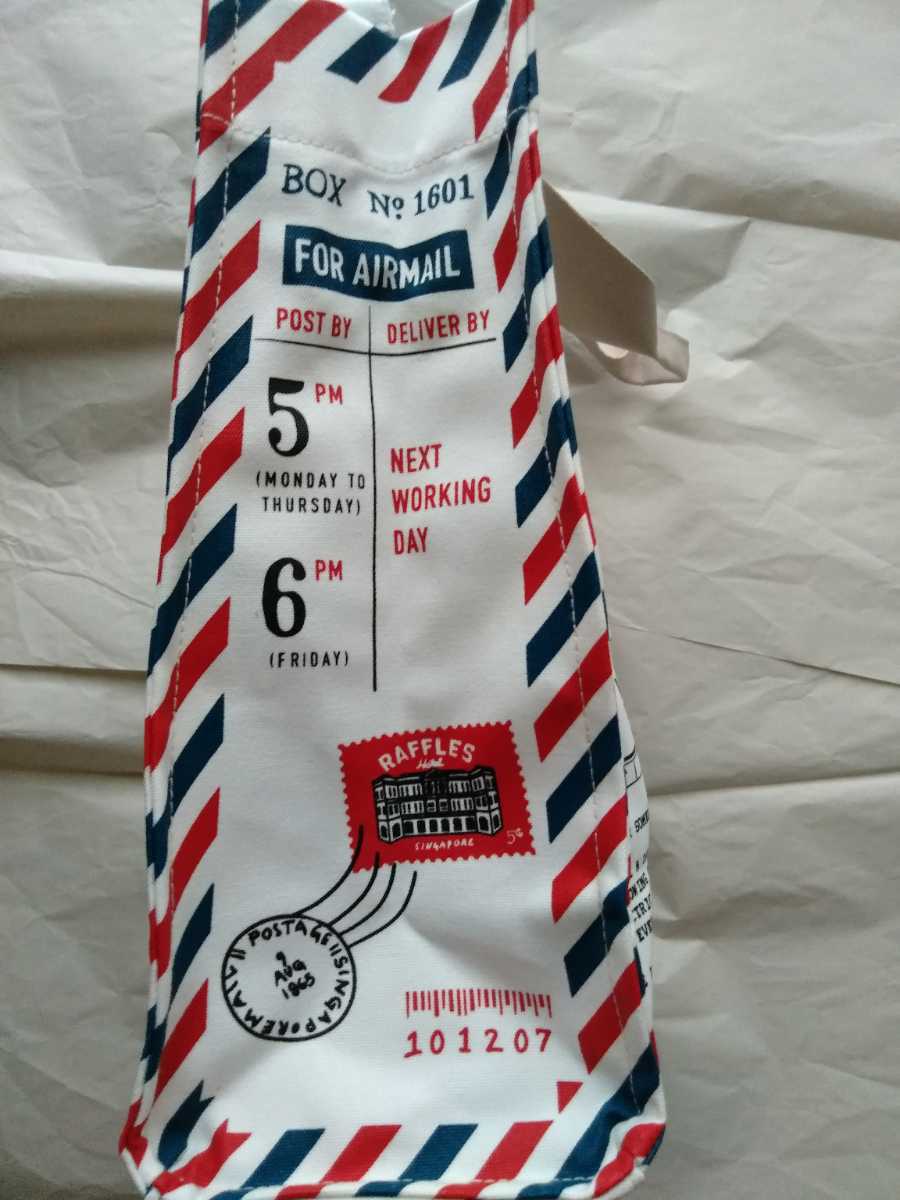 BOX Nº 1601
FOR AIRMAIL
POST BY
DELIVER BY
5 PM
(MONDAY TO
THURSDAY)
NEXT
WORKING
DAY
6 PM
(FRIDAY)
RAFFLES
Hotel
SINGAPORE
5¢
POSTAGE
SINGAPORE MAIL
9
AUG
1965
101207